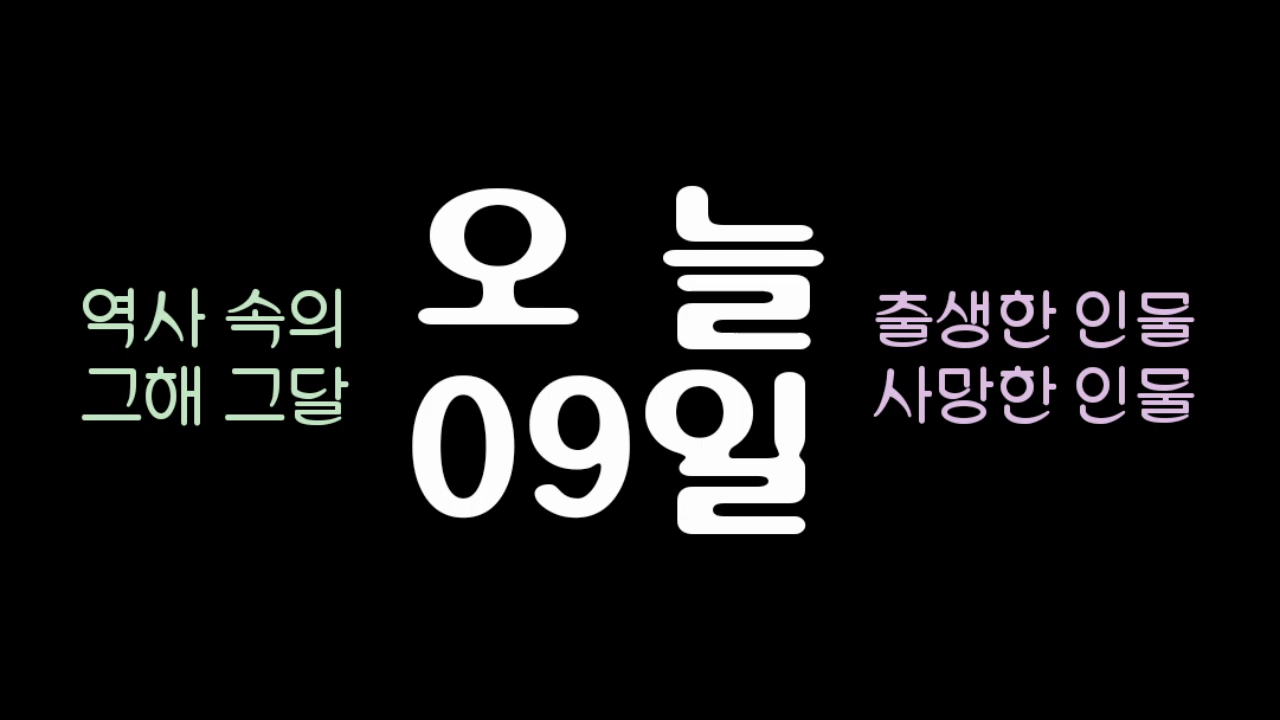 역사 속의
그해 그달
오늘
09일
출생한 인물
사망한 인물